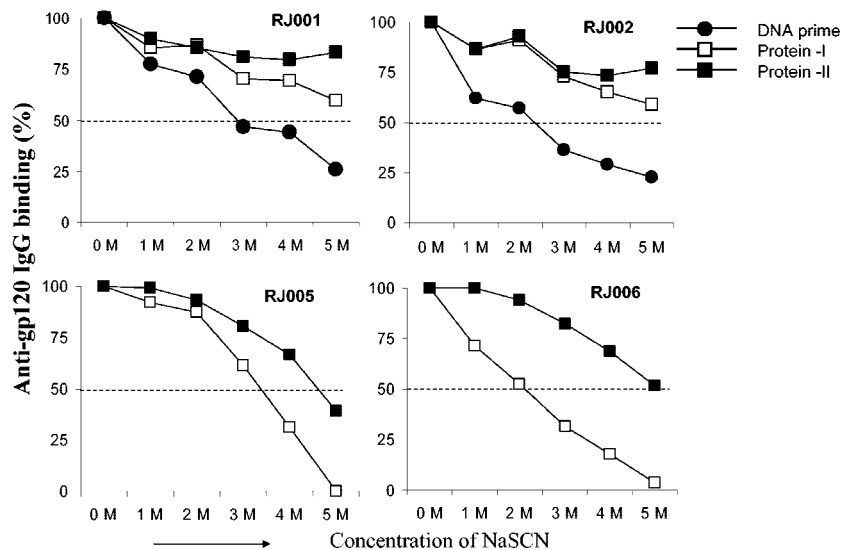 RJ001
RJ002
DNA prime
Protein -I
Protein -II
Anti-gp120 IgG binding (%)
100
75
50
25
0
0 M 1 M 2 M 3 M 4 M 5 M
100
75
50
25
0
0 M 1 M 2 M 3 M 4 M 5 M
RJ005
100
75
50
25
0
0 M 1 M 2 M 3 M 4 M 5 M
RJ006
100
75
50
25
0
0 M 1 M 2 M 3 M 4 M 5 M
Concentration of NaSCN